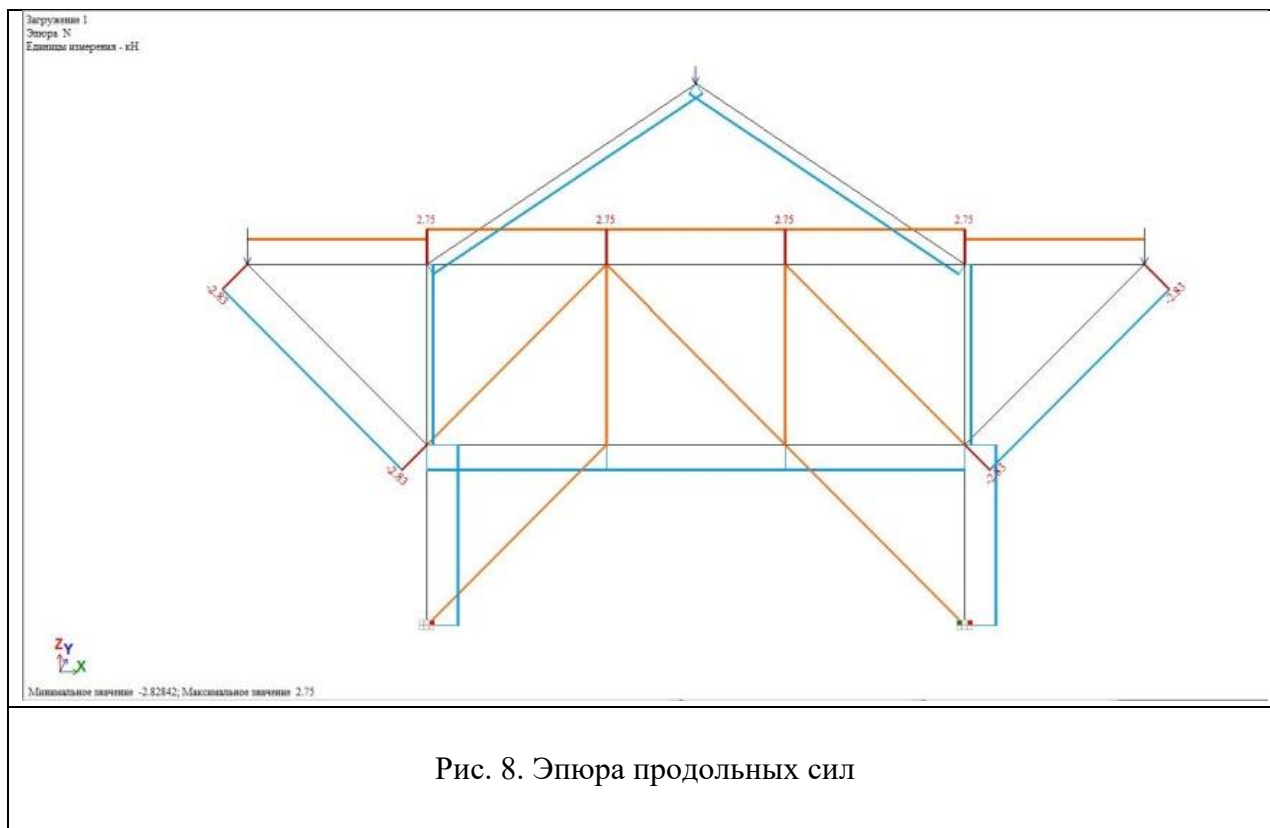 Загружение 1
Эпюра N
Единицы измерения - кН
2.75 2.75 2.75 2.75
-2.83 -2.83
-2.83 -2.83
Z Y
X
Минимальное значение -2.82842; Максимальное значение 2.75
Рис. 8. Эпюра продольных сил